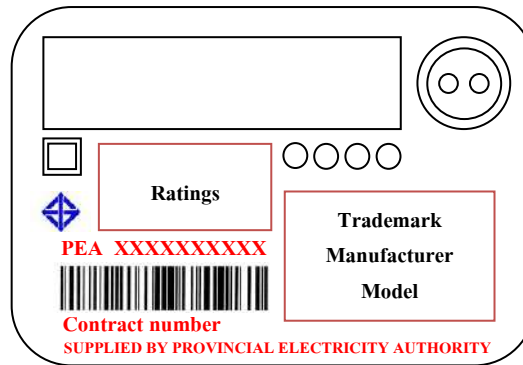 Ratings
Trademark
Manufacturer
Model
PEA XXXXXXXXXX
Contract number
SUPPLIED BY PROVINCIAL ELECTRICITY AUTHORITY